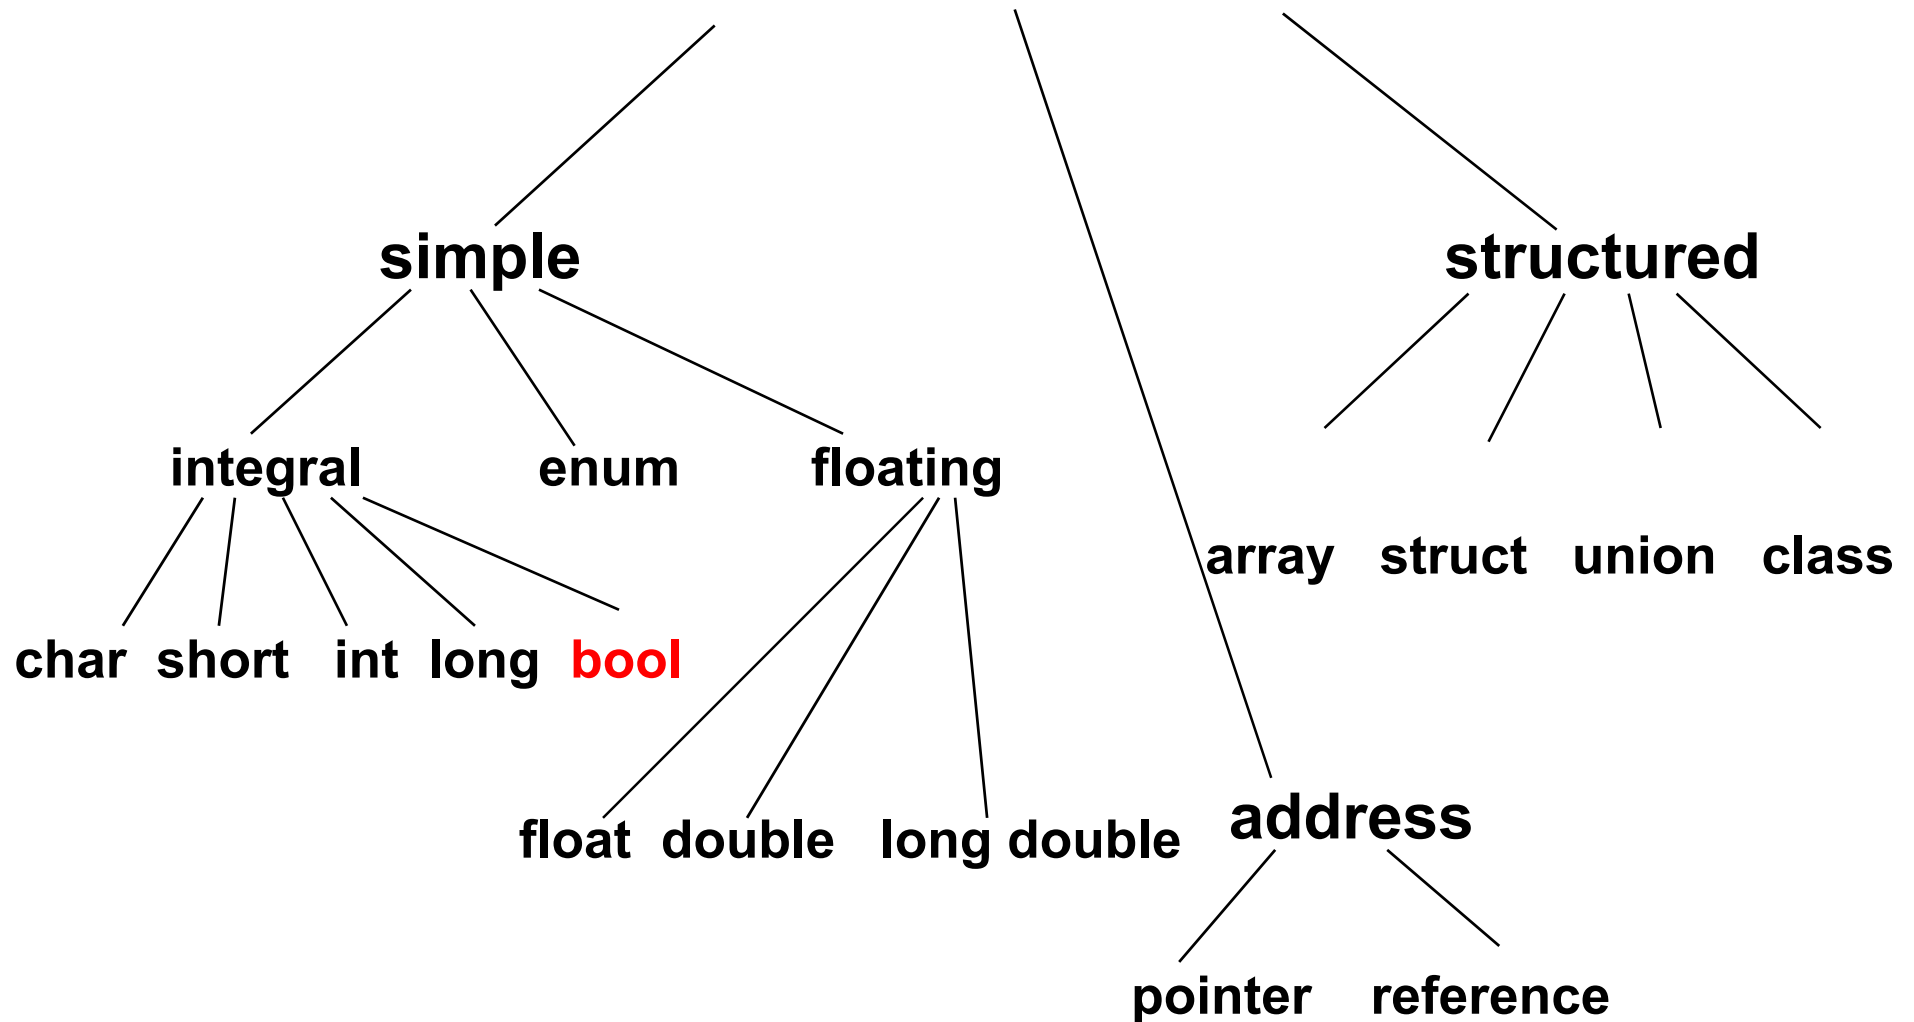 simple structured
integral enum floating
array struct union class
char short int long bool
float double long double address
pointer reference